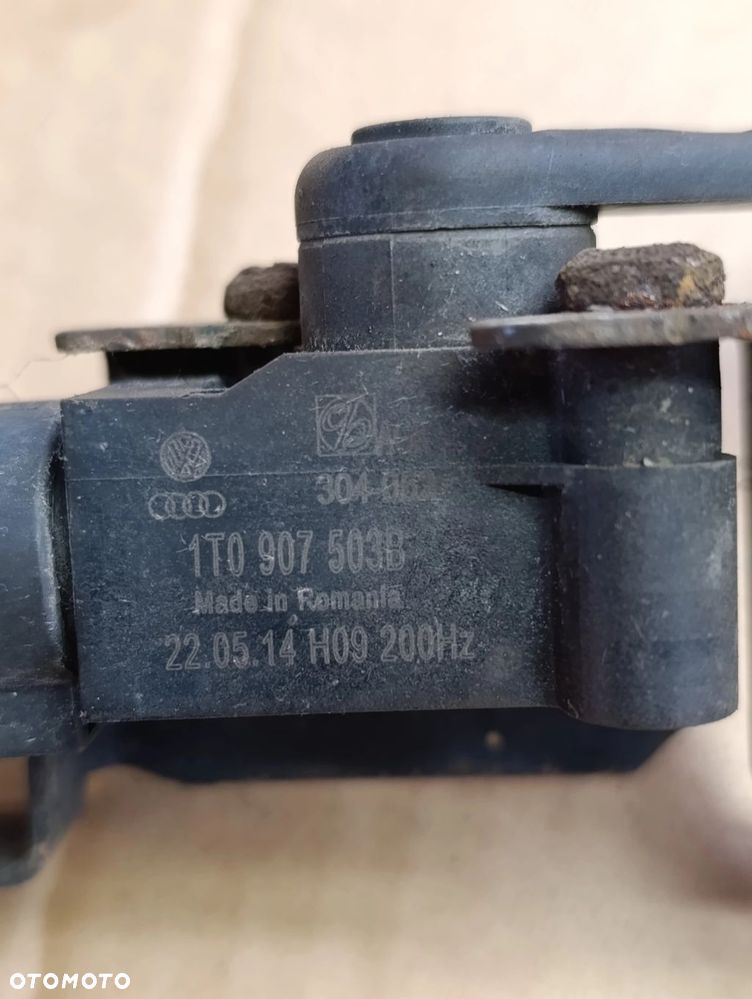 1T0 907 503B
Made in Romania
22.05.14 H09 200Hz
OTOMOTO